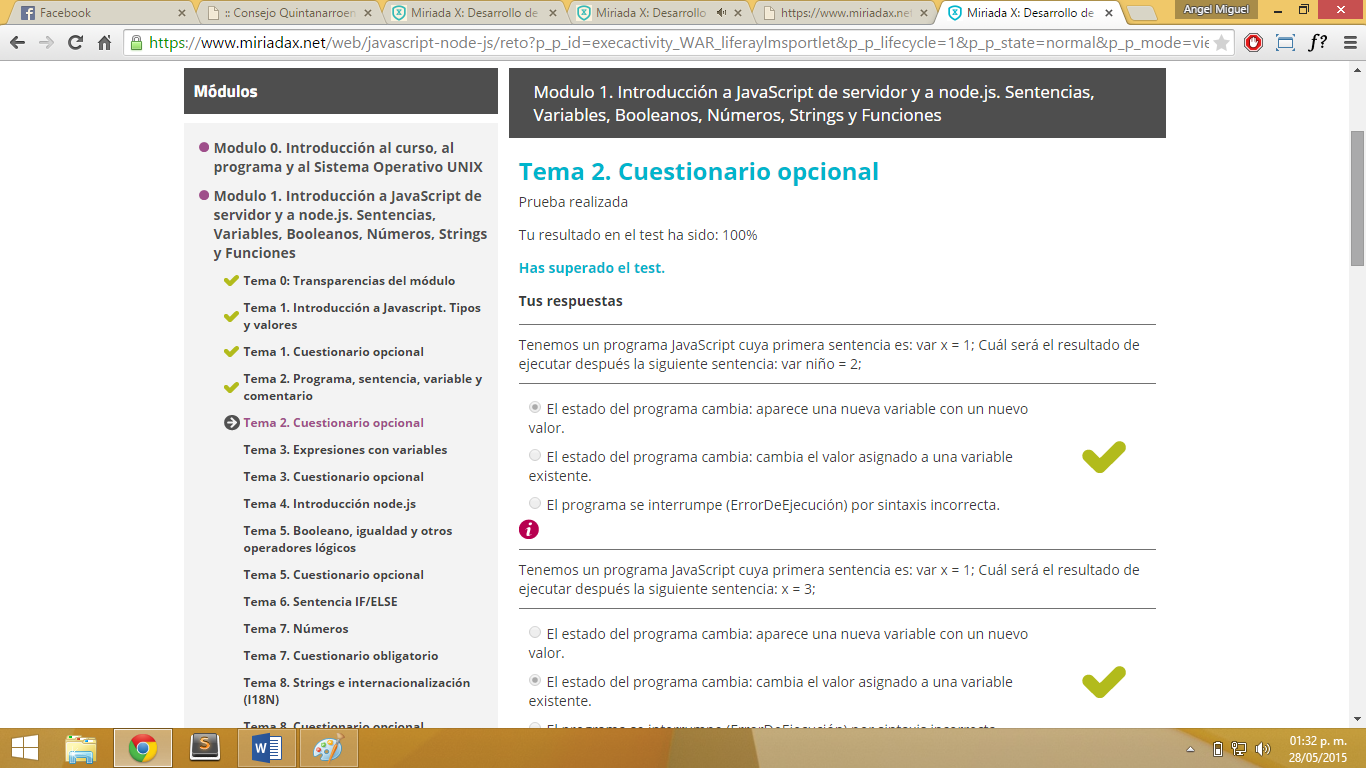 Facebook
:: Consejo Quintanarroen
Miriada X: Desarrollo de
Miriada X: Desarrollo
https://www.miriadax.ne
Miriada X: Desarrollo de
Angel Miguel
https://www.miriadax.net/web/javascript-node-js/reto?p_p_id=execactivity_WAR_liferaylmsportlet&p_p_lifecycle=1&p_p_state=normal&p_p_mode=vie
f?
Módulos
Modulo 0. Introducción al curso, al
programa y al Sistema Operativo UNIX
Modulo 1. Introducción a JavaScript de
servidor y a node.js. Sentencias,
Variables, Booleanos, Números, Strings
y Funciones
Tema 0: Transparencias del módulo
Tema 1. Introducción a Javascript. Tipos
y valores
Tema 1. Cuestionario opcional
Tema 2. Programa, sentencia, variable y
comentario
Tema 2. Cuestionario opcional
Tema 3. Expresiones con variables
Tema 3. Cuestionario opcional
Tema 4. Introducción node.js
Tema 5. Booleano, igualdad y otros
operadores lógicos
Tema 5. Cuestionario opcional
Tema 6. Sentencia IF/ELSE
Tema 7. Números
Tema 7. Cuestionario obligatorio
Tema 8. Strings e internacionalización
(I18N)
Tema 8. Cuestionario opcional
Modulo 1. Introducción a JavaScript de servidor y a node.js. Sentencias,
Variables, Booleanos, Números, Strings y Funciones
Tema 2. Cuestionario opcional
Prueba realizada
Tu resultado en el test ha sido: 100%
Has superado el test.
Tus respuestas
Tenemos un programa JavaScript cuya primera sentencia es: var x = 1; Cuál será el resultado de
ejecutar después la siguiente sentencia: var niño = 2;
El estado del programa cambia: aparece una nueva variable con un nuevo
valor.
El estado del programa cambia: cambia el valor asignado a una variable
existente.
El programa se interrumpe (ErrorDeEjecución) por sintaxis incorrecta.
i
Tenemos un programa JavaScript cuya primera sentencia es: var x = 1; Cuál será el resultado de
ejecutar después la siguiente sentencia: x = 3;
El estado del programa cambia: aparece una nueva variable con un nuevo
valor.
El estado del programa cambia: cambia el valor asignado a una variable
existente.
El programa se interrumpe (ErrorDeEjecución) por sintaxis incorrecta.
01:32 p. m.
28/05/2015